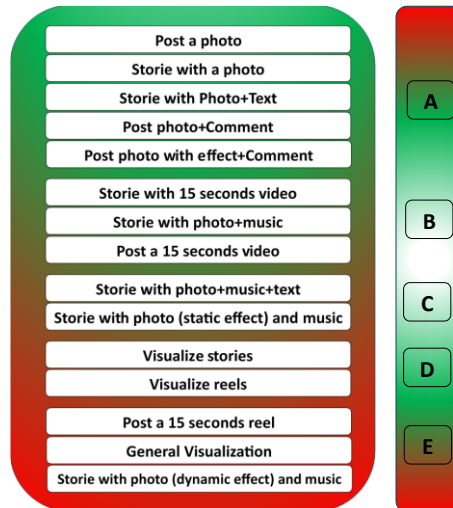 Post a photo
Storie with a photo
Storie with Photo+Text
Post photo+Comment
Post photo with effect+Comment
Storie with 15 seconds video
Storie with photo+music
Post a 15 seconds video
Storie with photo+music+text
Storie with photo (static effect) and music
Visualize stories
Visualize reels
Post a 15 seconds reel
General Visualization
Storie with photo (dynamic effect) and music
A
B
C
D
E